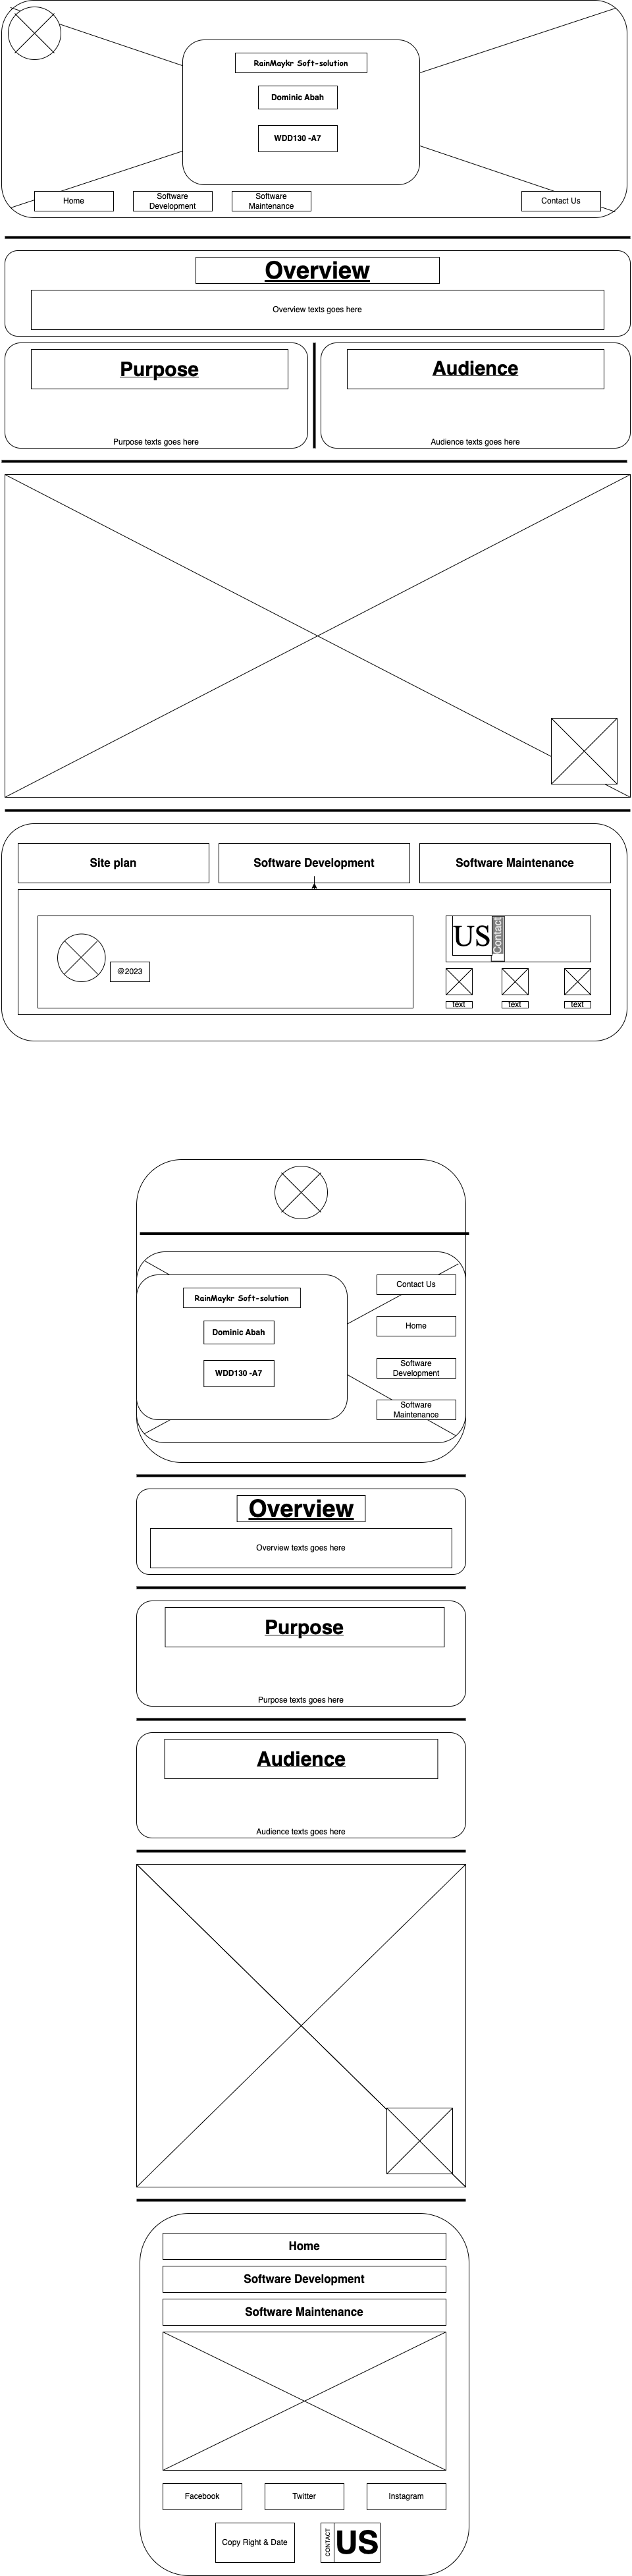 RainMaykr Soft-solution
Dominic Abah
WDD130 -A7
Home
Software
Development
Software
Maintenance
Contact Us
Overview
Overview texts goes here
Purpose
Audience
Purpose texts goes here
Audience texts goes here
Site plan
Software Development
Software Maintenance
US
Contact
@2023
text
text
text
RainMaykr Soft-solution
Dominic Abah
WDD130 -A7
Contact Us
Home
Software
Development
Software
Maintenance
Overview
Overview texts goes here
Purpose
Purpose texts goes here
Audience
Audience texts goes here
Home
Software Development
Software Maintenance
Facebook
Twitter
Instagram
Copy Right & Date
CONTACT
US